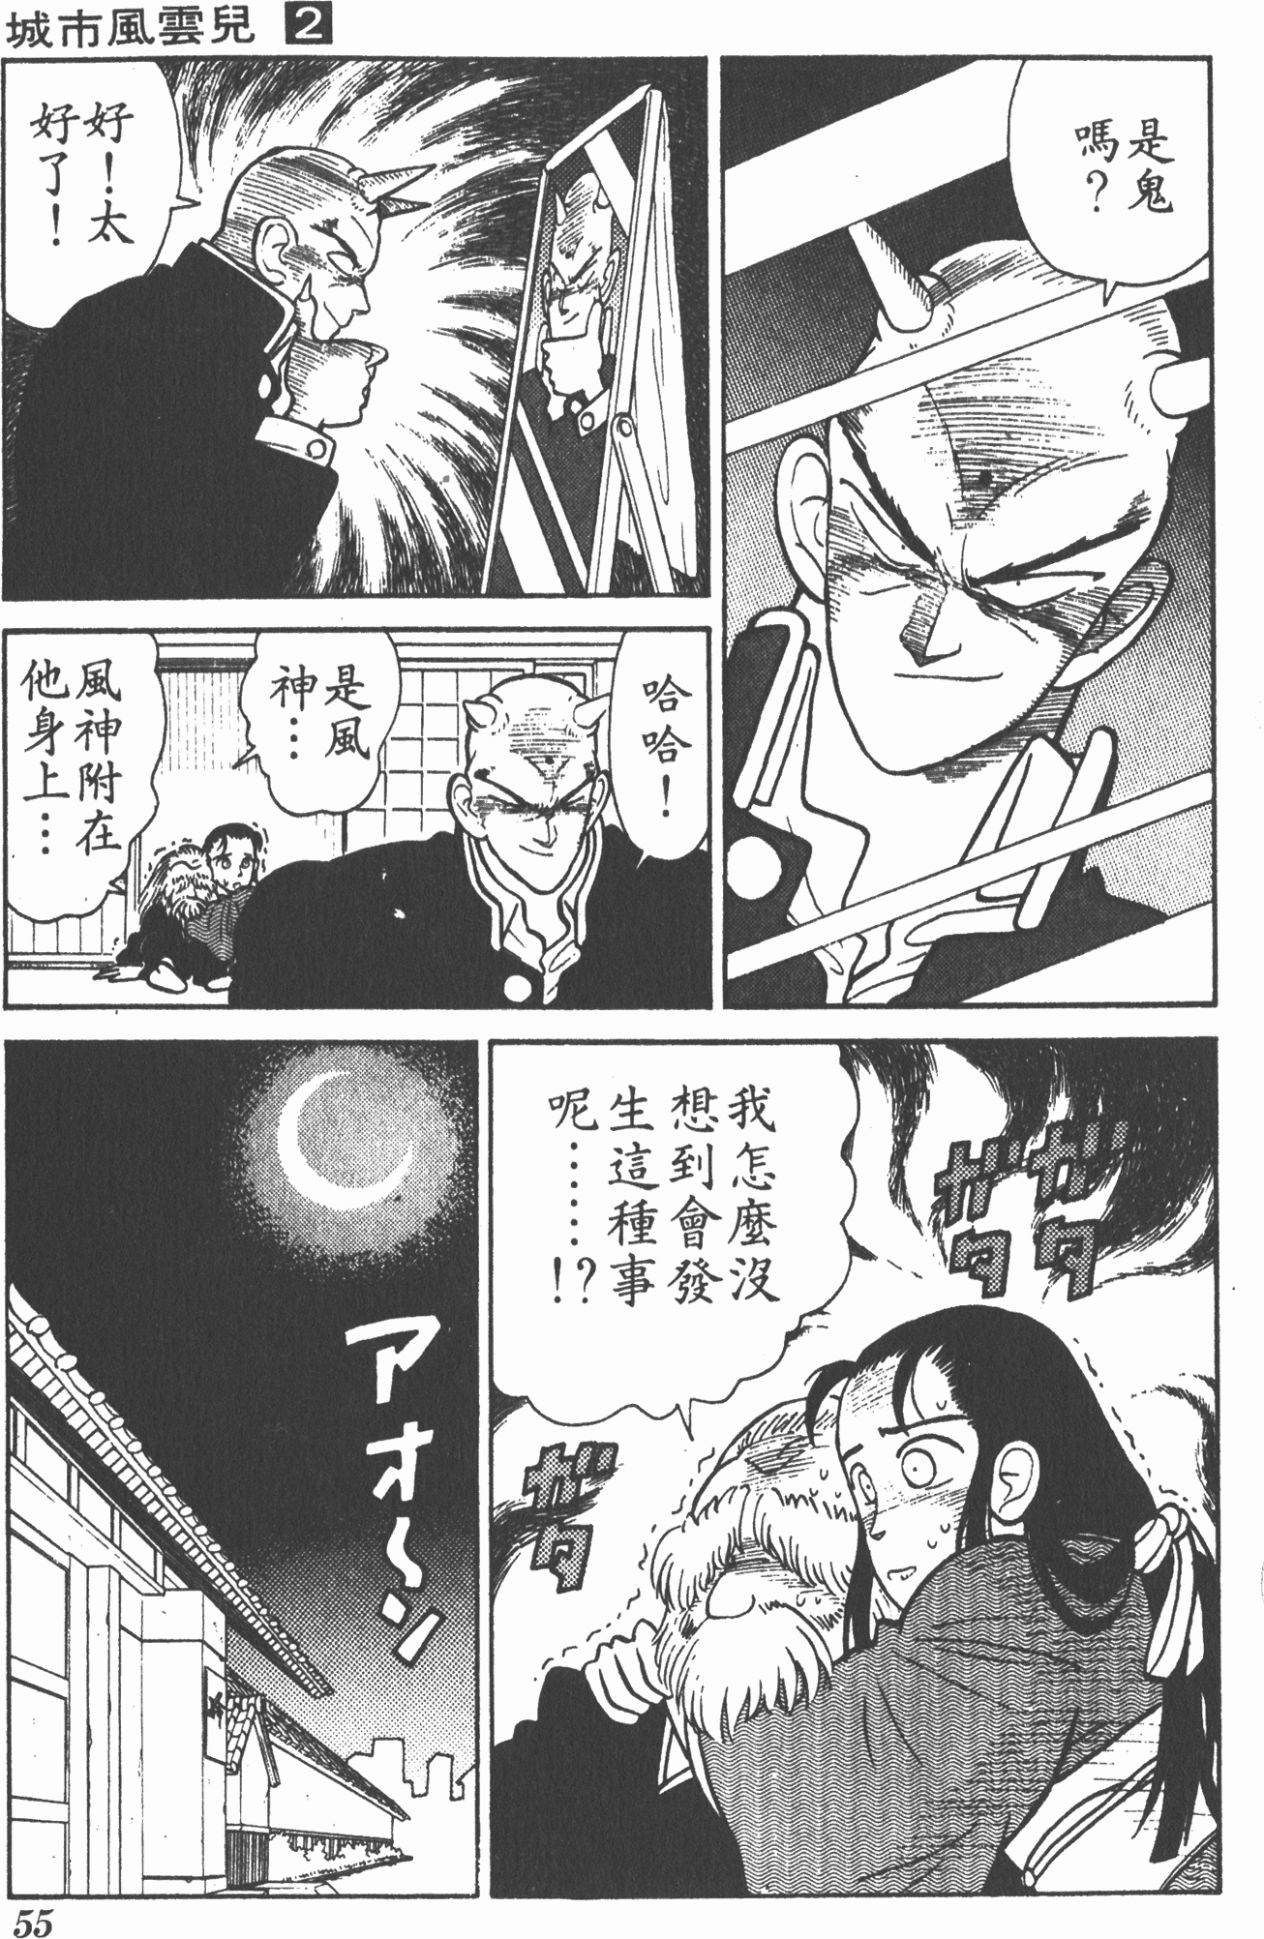 城市風雲兒 2
是鬼
嗎？
好！太
好了！
哈哈！
是風
神…
風神附在
他身上…
我怎麼沒
想到會發
生這種事
呢……！？
ガタ
ガタ
ガタ
アオ〜ン
55